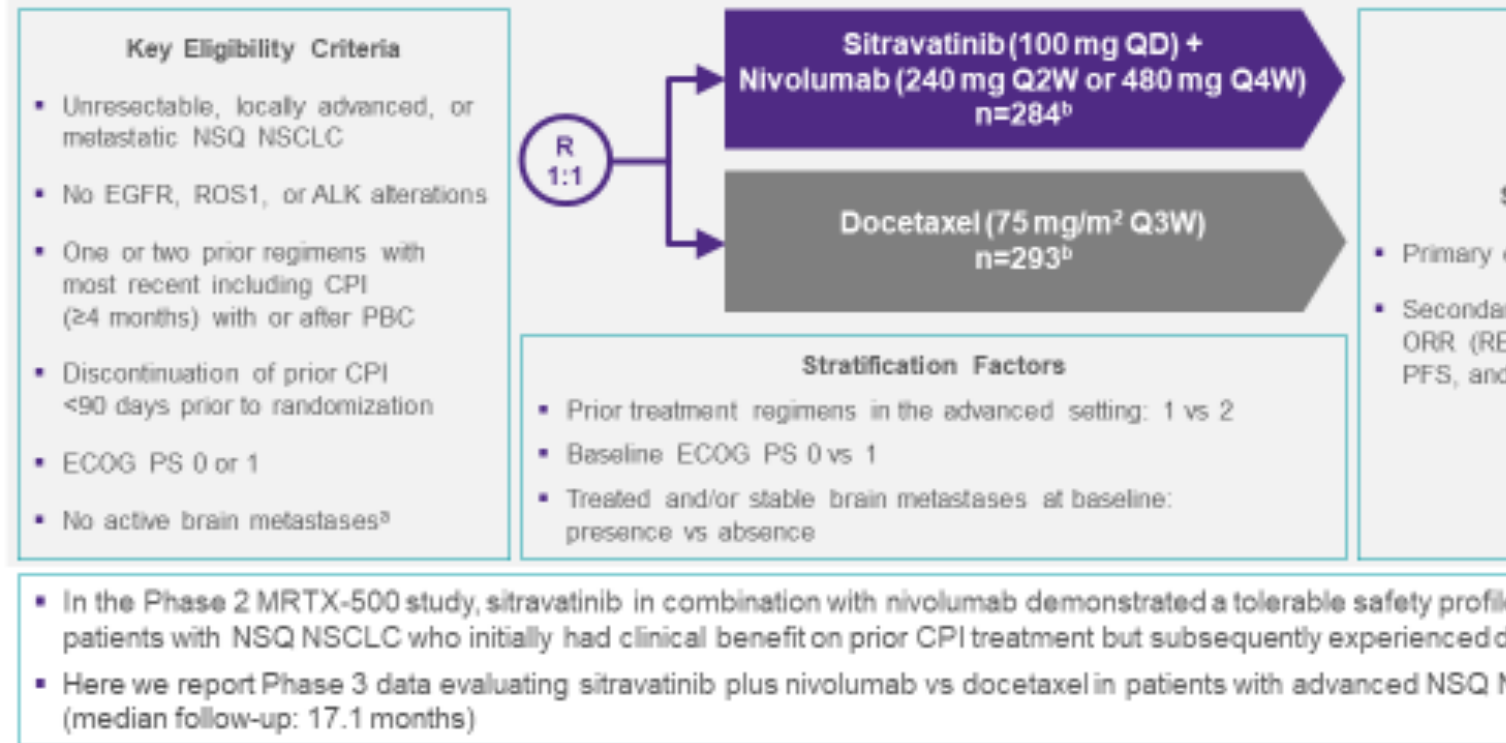 Key Eligibility Criteria
▪ Unresectable, locally advanced, or
metastatic NSQ NSCLC
▪ No EGFR, ROS1, or ALK alterations
▪ One or two prior regimens with
most recent including CPI
(≥4 months) with or after PBC
▪ Discontinuation of prior CPI
<90 days prior to randomization
▪ ECOG PS 0 or 1
▪ No active brain metastasesᵃ
R
1:1
Sitravatinib (100 mg QD) +
Nivolumab (240 mg Q2W or 480 mg Q4W)
n=284ᵇ
Docetaxel (75 mg/m² Q3W)
n=293ᵇ
Stratification Factors
▪ Prior treatment regimens in the advanced setting: 1 vs 2
▪ Baseline ECOG PS 0 vs 1
▪ Treated and/or stable brain metastases at baseline:
presence vs absence
▪ Primary
▪
ORR (RE
PFS, and
▪ In the Phase 2 MRTX-500 study, sitravatinib in combination with nivolumab demonstrated a tolerable safety profile
patients with NSQ NSCLC who initially had clinical benefit on prior CPI treatment but subsequently experienced d
▪ Here we report Phase 3 data evaluating sitravatinib plus nivolumab vs docetaxel in patients with advanced NSQ N
(median follow-up: 17.1 months)